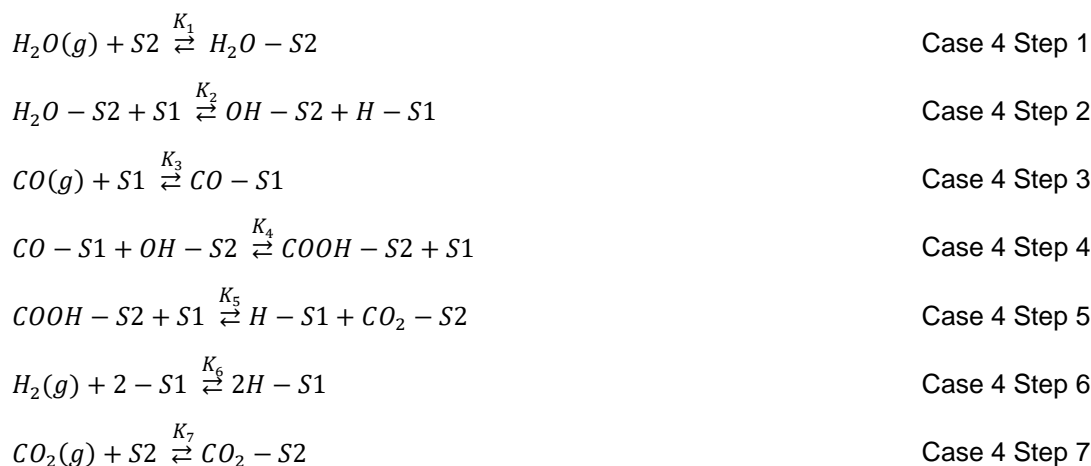 H₂O(g) + S2 ⇄ K₁ H₂O − S2 Case 4 Step 1
H₂O − S2 + S1 ⇄ K₂ OH − S2 + H − S1 Case 4 Step 2
CO(g) + S1 ⇄ K₃ CO − S1 Case 4 Step 3
CO − S1 + OH − S2 ⇄ K₄ COOH − S2 + S1 Case 4 Step 4
COOH − S2 + S1 ⇄ K₅ H − S1 + CO₂ − S2 Case 4 Step 5
H₂(g) + 2 − S1 ⇄ K₆ 2H − S1 Case 4 Step 6
CO₂(g) + S2 ⇄ K₇ CO₂ − S2 Case 4 Step 7